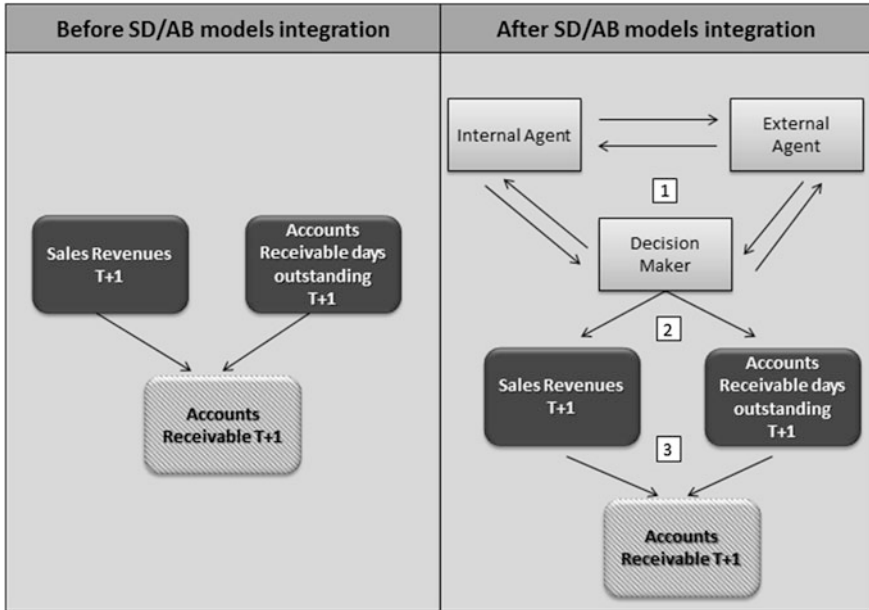 Before SD/AB models integration
Sales Revenues
T+1
Accounts
Receivable days
outstanding
T+1
Accounts
Receivable T+1
After SD/AB models integration
Internal Agent
External
Agent
1
Decision
Maker
2
Sales Revenues
T+1
Accounts
Receivable days
outstanding
T+1
3
Accounts
Receivable T+1